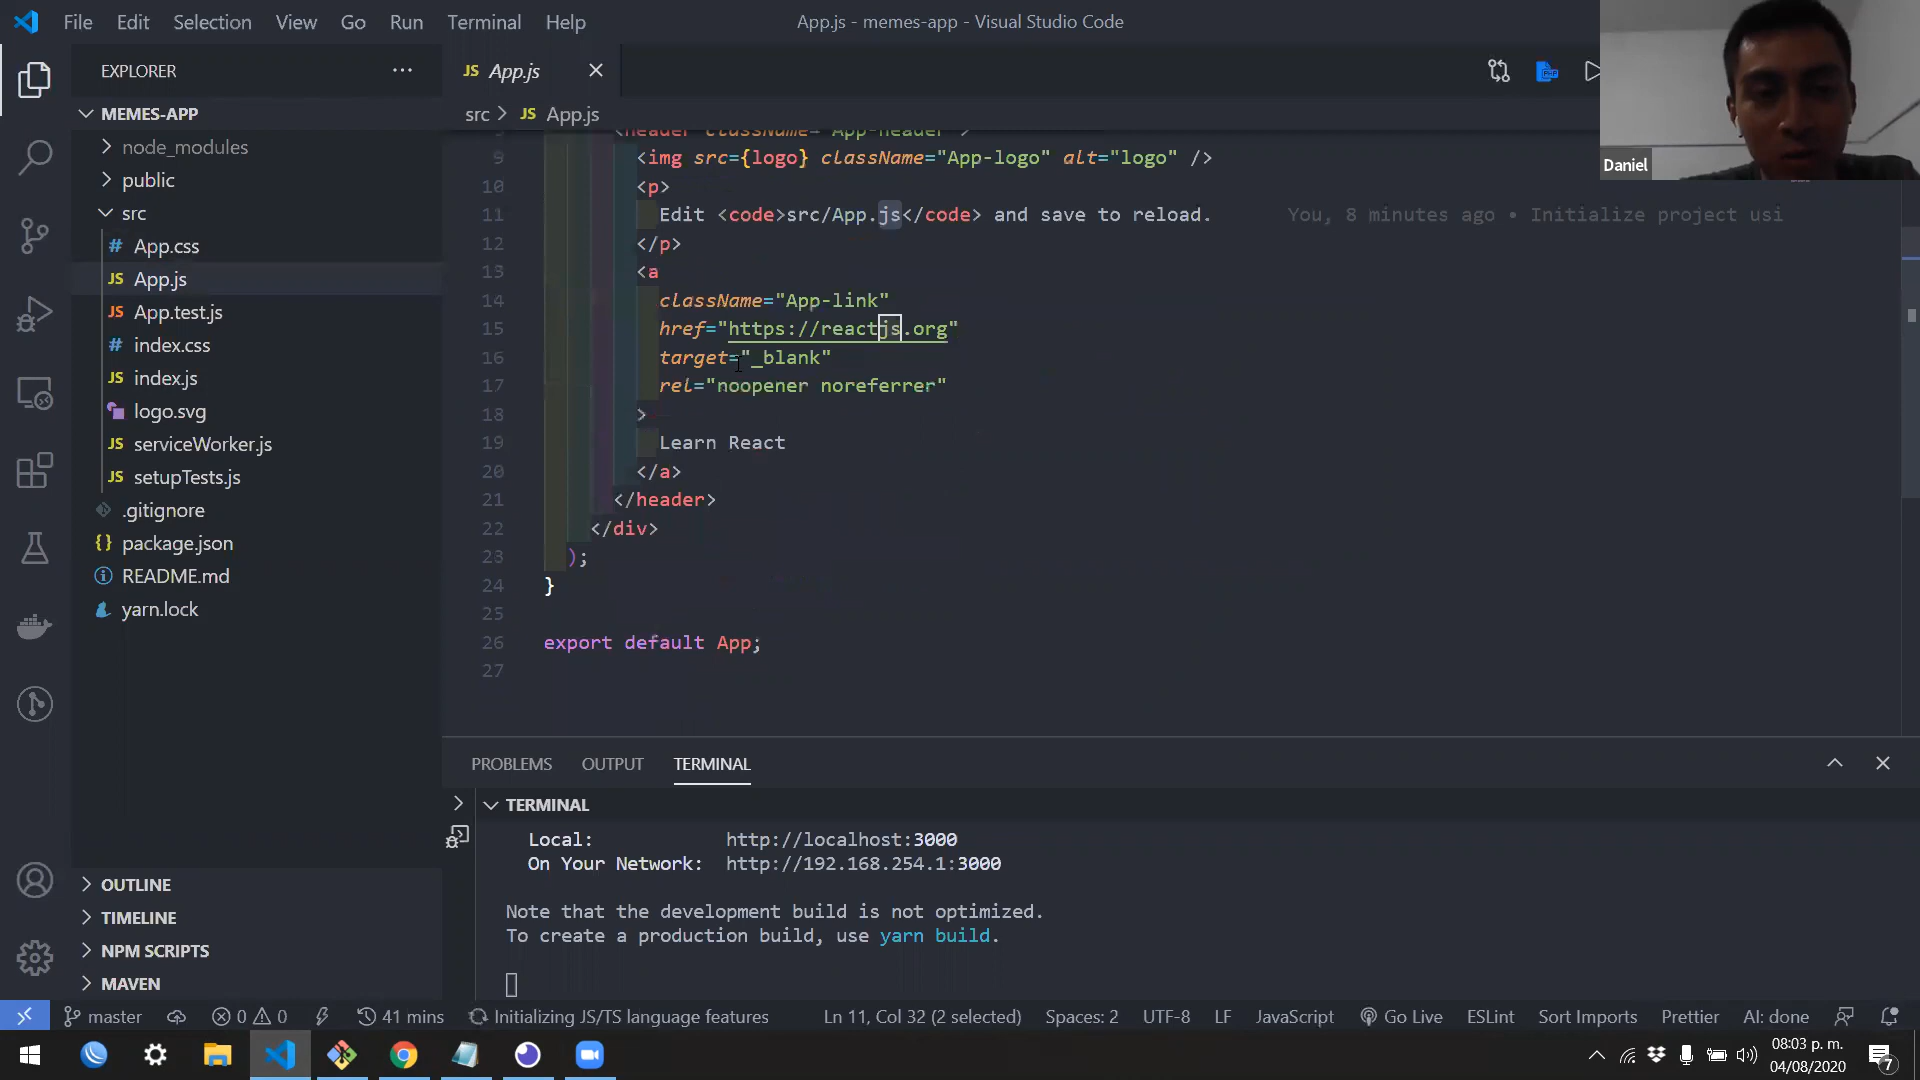 File Edit Selection View Go Run Terminal Help
App.js - memes-app - Visual Studio Code
EXPLORER
MEMES-APP
node_modules
public
src
App.css
App.js
App.test.js
index.css
index.js
logo.svg
serviceWorker.js
setupTests.js
.gitignore
package.json
README.md
yarn.lock
OUTLINE
TIMELINE
NPM SCRIPTS
MAVEN
JS App.js
src > JS App.js
<header className="App-header">
9 <img src={logo} className="App-logo" alt="logo" />
10 <p>
11 Edit <code>src/App.js</code> and save to reload. You, 8 minutes ago • Initialize project usi
12 </p>
13 <a
14 className="App-link"
15 href="https://reactjs.org"
16 target="_blank"
17 rel="noopener noreferrer"
18 >
19 Learn React
20 </a>
21 </header>
22 </div>
23 );
24 }
25
26 export default App;
27
Daniel
PROBLEMS OUTPUT TERMINAL
TERMINAL
Local: http://localhost:3000
On Your Network: http://192.168.254.1:3000
Note that the development build is not optimized.
To create a production build, use yarn build.
master 0 0 41 mins Initializing JS/TS language features Ln 11, Col 32 (2 selected) Spaces: 2 UTF-8 LF JavaScript Go Live ESLint Sort Imports Prettier AI: done
08:03 p. m.
04/08/2020
7